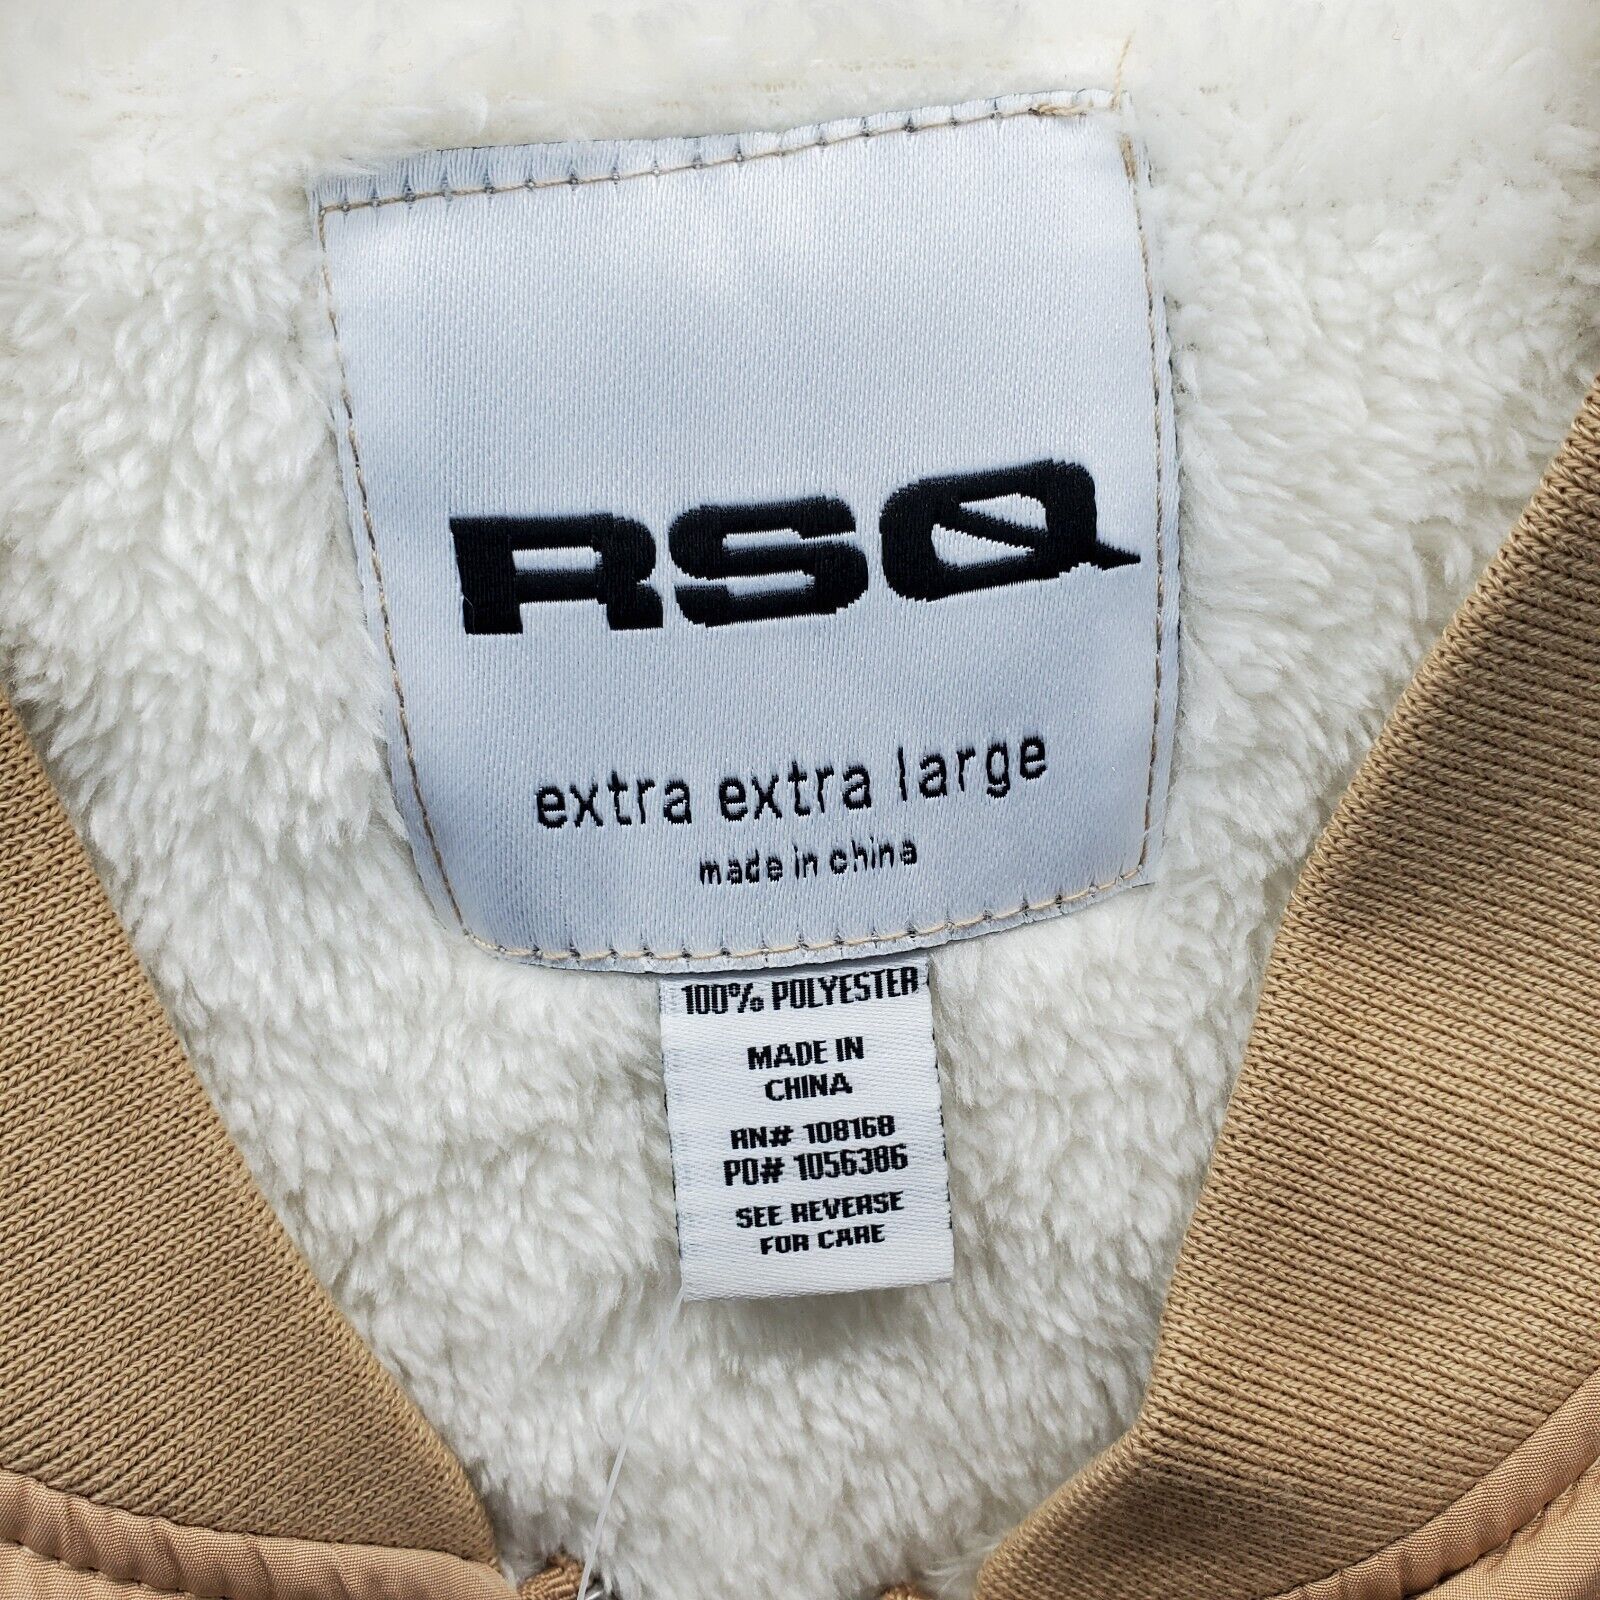 RSQ
extra extra large
made in china
100% POLYESTER
MADE IN
CHINA
RN# 108168
PO# 1056386
SEE REVERSE
FOR CARE